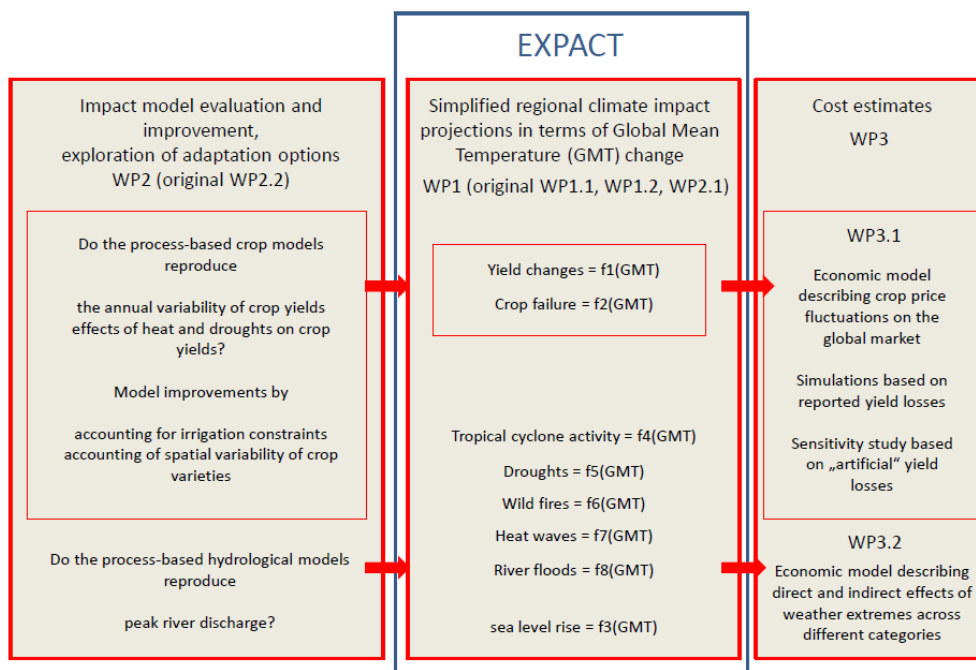 EXPACT
Impact model evaluation and
improvement,
exploration of adaptation options
WP2 (original WP2.2)
Do the process-based crop models
reproduce
the annual variability of crop yields
effects of heat and droughts on crop
yields?
Model improvements by
accounting for irrigation constraints
accounting of spatial variability of crop
varieties
Do the process-based hydrological models
reproduce
peak river discharge?
Simplified regional climate impact
projections in terms of Global Mean
Temperature (GMT) change
WP1 (original WP1.1, WP1.2, WP2.1)
Yield changes = f1(GMT)
Crop failure = f2(GMT)
Tropical cyclone activity = f4(GMT)
Droughts = f5(GMT)
Wild fires = f6(GMT)
Heat waves = f7(GMT)
River floods = f8(GMT)
sea level rise = f3(GMT)
Cost estimates
WP3
WP3.1
Economic model
describing crop price
fluctuations on the
global market
Simulations based on
reported yield losses
Sensitivity study based
on „artificial“ yield
losses
WP3.2
Economic model describing
direct and indirect effects of
weather extremes across
different categories